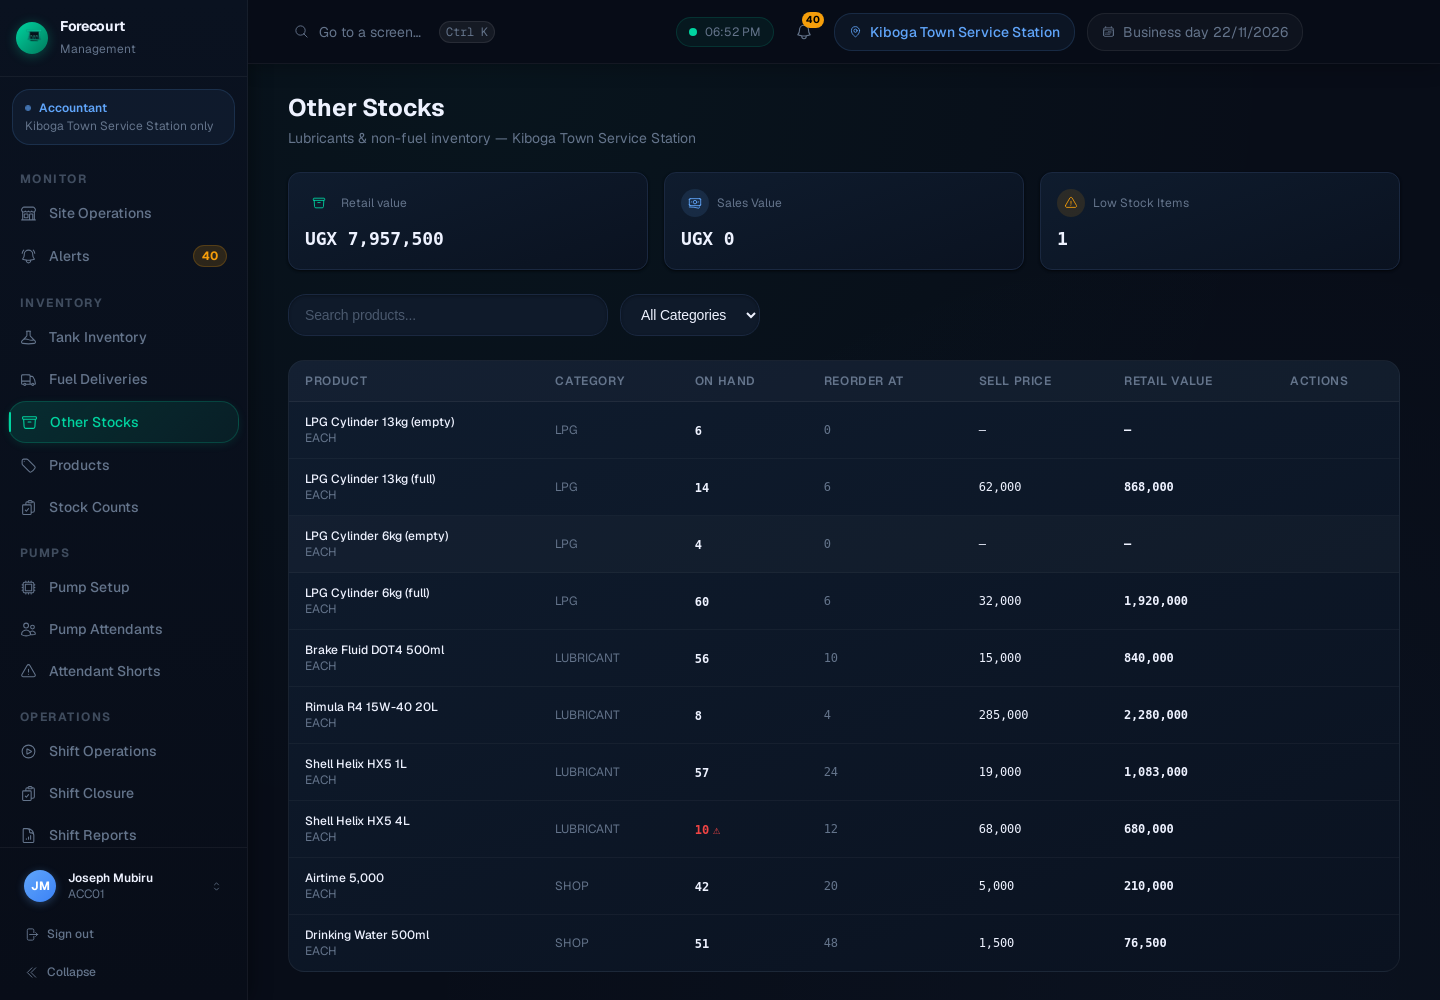 Forecourt
Management
Accountant
Kiboga Town Service Station only
MONITOR
Site Operations
Alerts 40
INVENTORY
Tank Inventory
Fuel Deliveries
Other Stocks
Products
Stock Counts
PUMPS
Pump Setup
Pump Attendants
Attendant Shorts
OPERATIONS
Shift Operations
Shift Closure
Shift Reports
JM Joseph Mubiru
ACC01
Sign out
Collapse
Go to a screen... Ctrl K
06:52 PM
40
Kiboga Town Service Station
Business day 22/11/2026
Other Stocks
Lubricants & non-fuel inventory — Kiboga Town Service Station
Retail value
UGX 7,957,500
Sales Value
UGX 0
Low Stock Items
1
Search products...
All Categories
PRODUCT CATEGORY ON HAND REORDER AT SELL PRICE RETAIL VALUE ACTIONS
LPG Cylinder 13kg (empty)
EACH
LPG 6 0 — —
LPG Cylinder 13kg (full)
EACH
LPG 14 6 62,000 868,000
LPG Cylinder 6kg (empty)
EACH
LPG 4 0 — —
LPG Cylinder 6kg (full)
EACH
LPG 60 6 32,000 1,920,000
Brake Fluid DOT4 500ml
EACH
LUBRICANT 56 10 15,000 840,000
Rimula R4 15W-40 20L
EACH
LUBRICANT 8 4 285,000 2,280,000
Shell Helix HX5 1L
EACH
LUBRICANT 57 24 19,000 1,083,000
Shell Helix HX5 4L
EACH
LUBRICANT 10 ⚠ 12 68,000 680,000
Airtime 5,000
EACH
SHOP 42 20 5,000 210,000
Drinking Water 500ml
EACH
SHOP 51 48 1,500 76,500